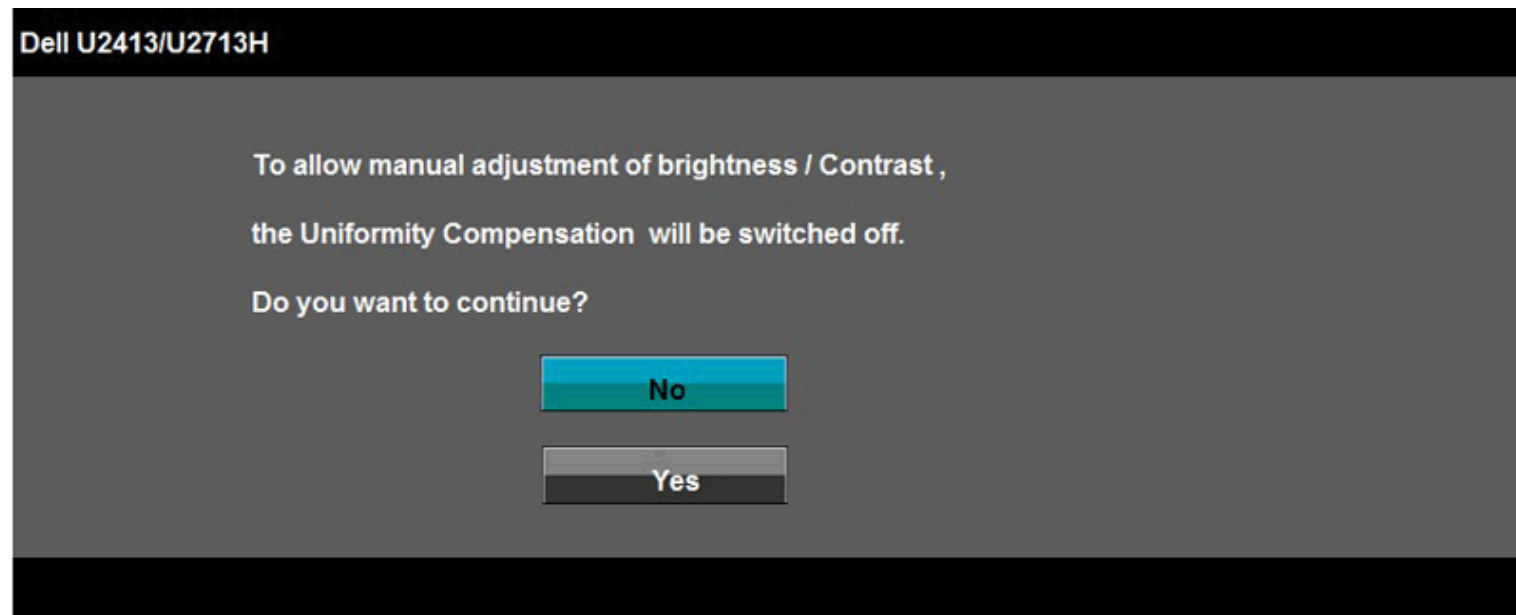 Dell U2413/U2713H
To allow manual adjustment of brightness / Contrast ,
the Uniformity Compensation  will be switched off.
Do you want to continue?
No
Yes